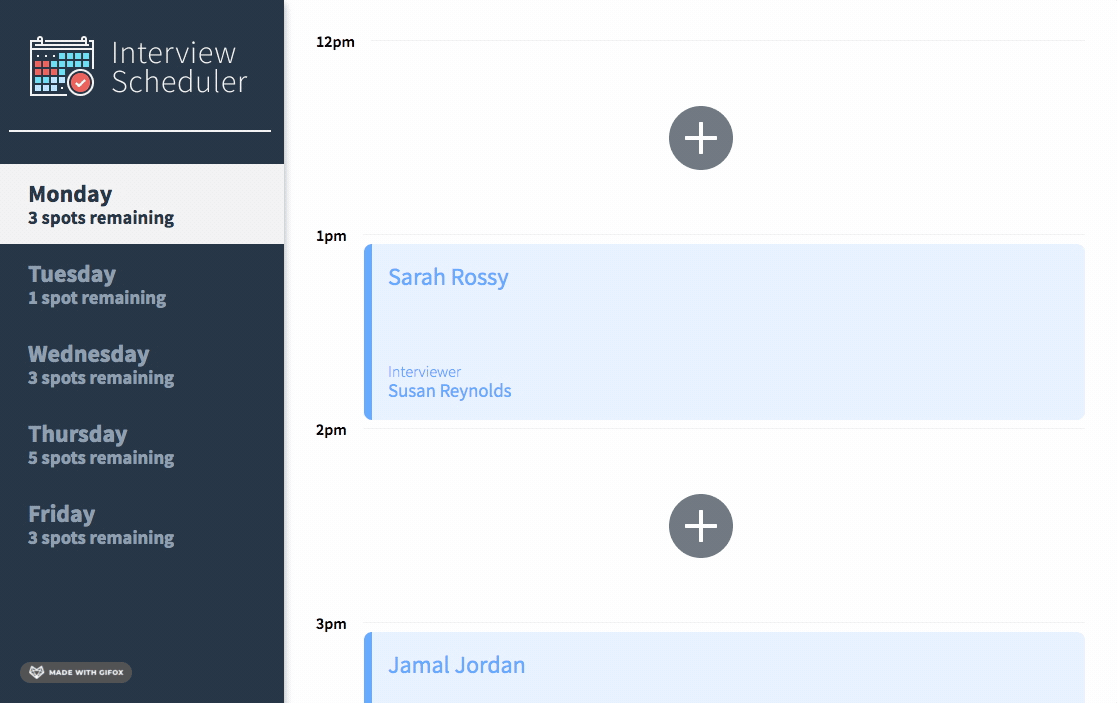 Interview
Scheduler
Monday
3 spots remaining
Tuesday
1 spot remaining
Wednesday
3 spots remaining
Thursday
5 spots remaining
Friday
3 spots remaining
MADE WITH GIFOX
12pm
1pm
Sarah Rossy
Interviewer
Susan Reynolds
2pm
3pm
Jamal Jordan